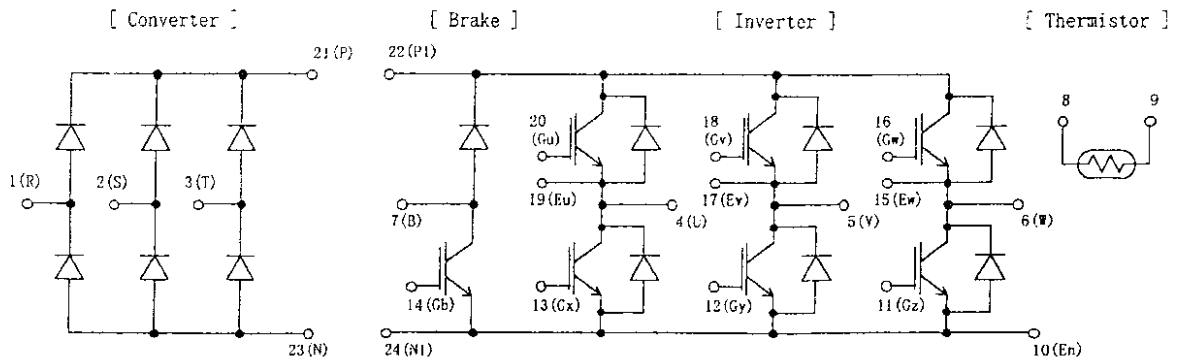 [ Converter ]
[ Brake ]
[ Inverter ]
[ Thermistor ]
21(P)
22(P1)
8
9
20
(Gu)
18
(Gv)
16
(Gw)
1(R)
2(S)
3(T)
19(Eu)
17(Ev)
15(Ew)
7(B)
4(U)
5(V)
6(W)
14(Gb)
13(Gx)
12(Gy)
11(Gz)
23(N)
24(N1)
10(En)